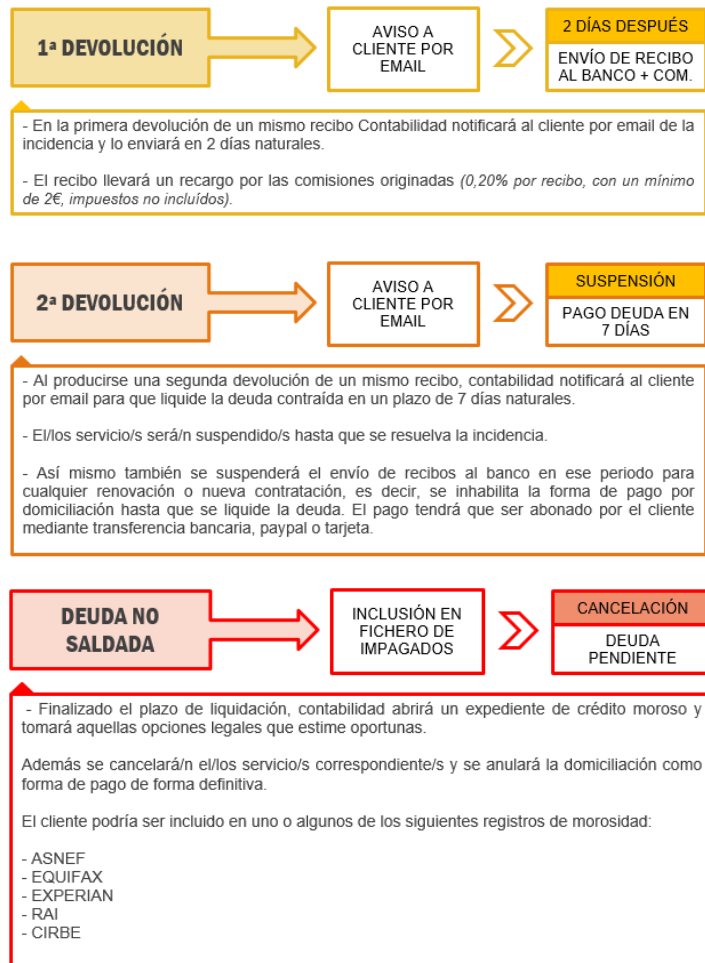 1ª DEVOLUCIÓN
AVISO A
CLIENTE POR
EMAIL
2 DÍAS DESPUÉS
ENVÍO DE RECIBO
AL BANCO + COM.
- En la primera devolución de un mismo recibo Contabilidad notificará al cliente por email de la
incidencia y lo enviará en 2 días naturales.
- El recibo llevará un recargo por las comisiones originadas (0,20% por recibo, con un mínimo
de 2€, impuestos no incluídos).
2ª DEVOLUCIÓN
AVISO A
CLIENTE POR
EMAIL
SUSPENSIÓN
PAGO DEUDA EN
7 DÍAS
- Al producirse una segunda devolución de un mismo recibo, contabilidad notificará al cliente
por email para que liquide la deuda contraída en un plazo de 7 días naturales.
- El/los servicio/s será/n suspendido/s hasta que se resuelva la incidencia.
- Así mismo también se suspenderá el envío de recibos al banco en ese periodo para
cualquier renovación o nueva contratación, es decir, se inhabilita la forma de pago por
domiciliación hasta que se liquide la deuda. El pago tendrá que ser abonado por el cliente
mediante transferencia bancaria, paypal o tarjeta.
DEUDA NO
SALDADA
INCLUSIÓN EN
FICHERO DE
IMPAGADOS
CANCELACIÓN
DEUDA
PENDIENTE
- Finalizado el plazo de liquidación, contabilidad abrirá un expediente de crédito moroso y
tomará aquellas opciones legales que estime oportunas.
Además se cancelará/n el/los servicio/s correspondiente/s y se anulará la domiciliación como
forma de pago de forma definitiva.
El cliente podría ser incluido en uno o algunos de los siguientes registros de morosidad:
- ASNEF
- EQUIFAX
- EXPERIAN
- RAI
- CIRBE